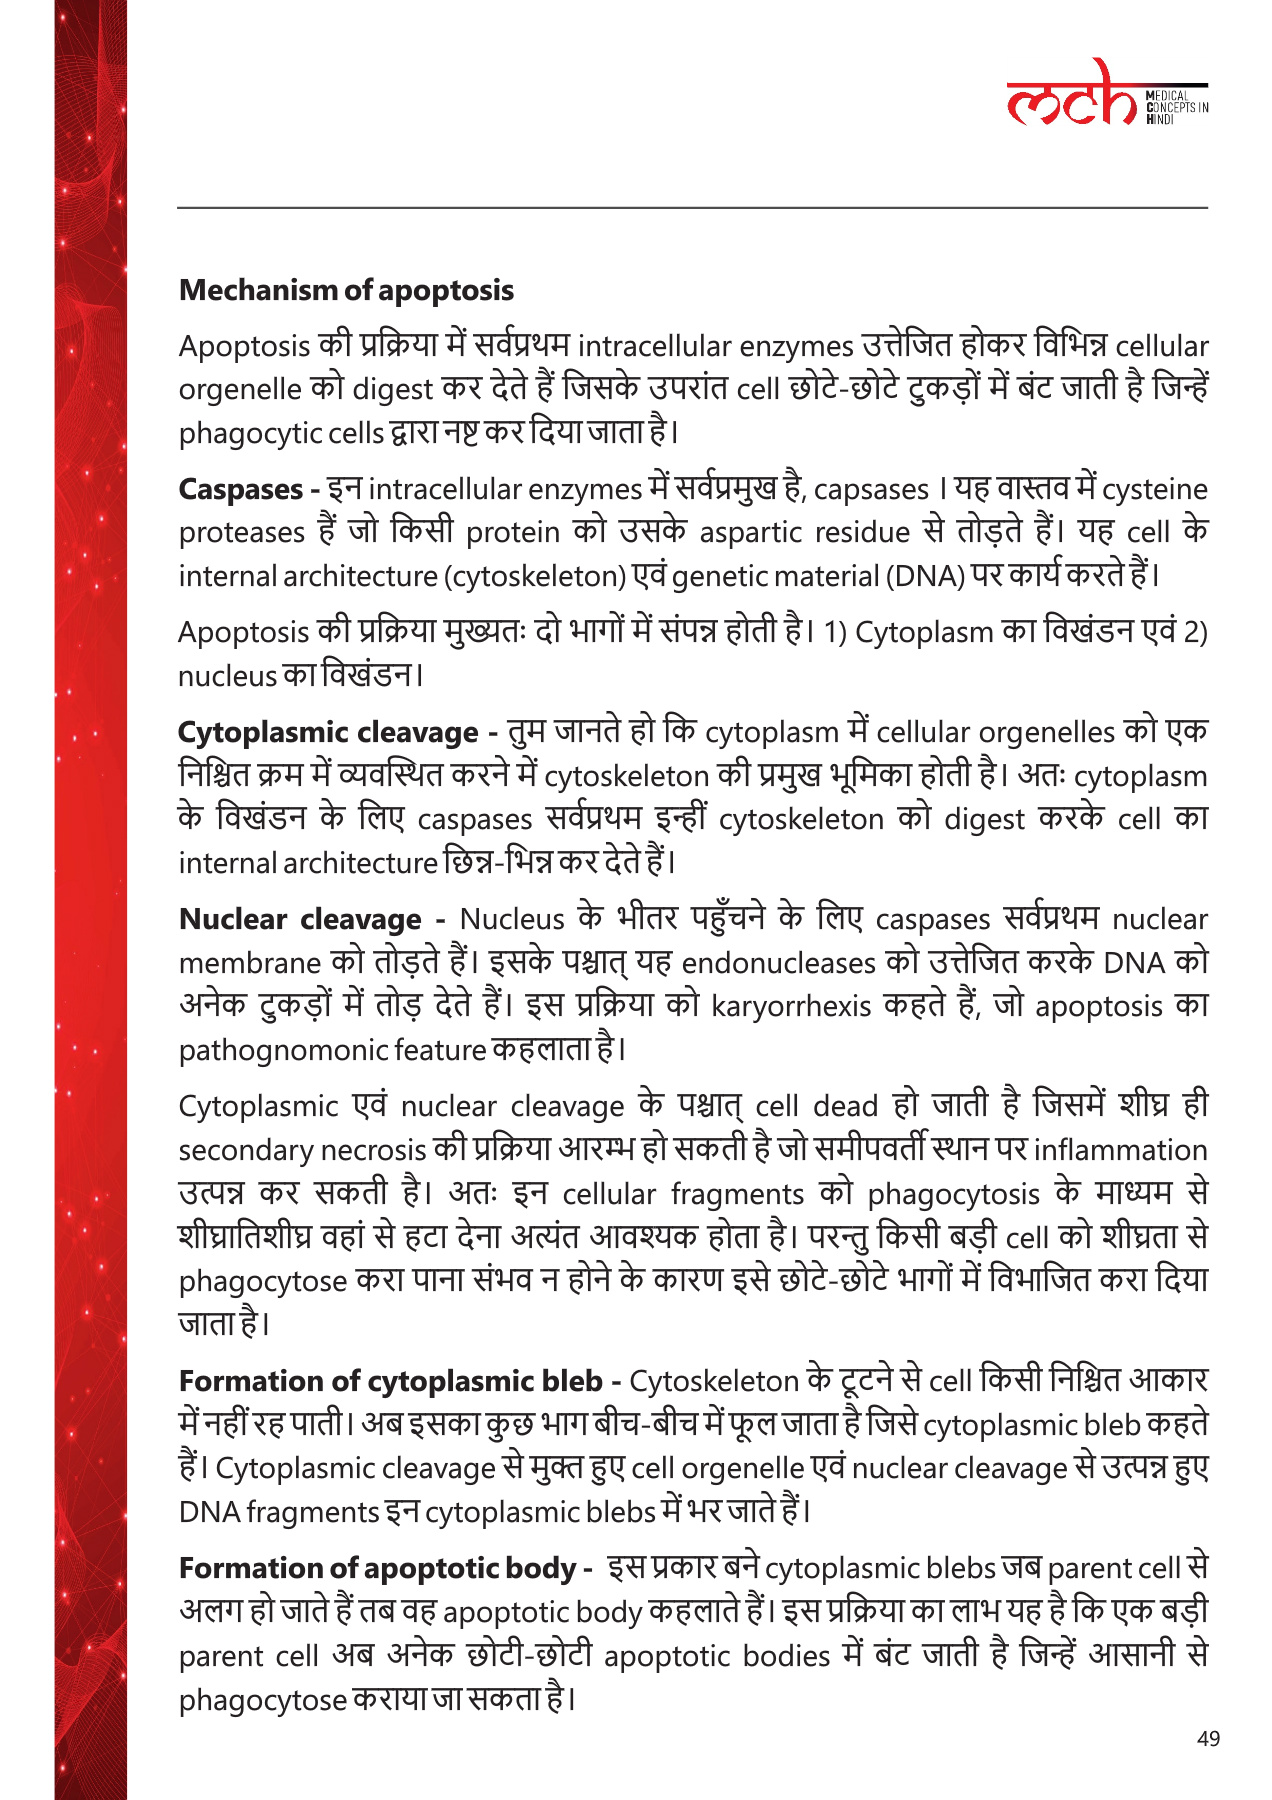 mch MEDICAL
CONCEPTS IN
HINDI
Mechanism of apoptosis
Apoptosis की प्रक्रिया में सर्वप्रथम intracellular enzymes उत्तेजित होकर विभिन्न cellular
orgenelle को digest कर देते हैं जिसके उपरांत cell छोटे-छोटे टुकड़ों में बंट जाती है जिन्हें
phagocytic cells द्वारा नष्ट कर दिया जाता है।
Caspases - इन intracellular enzymes में सर्वप्रमुख है, capsases । यह वास्तव में cysteine
proteases हैं जो किसी protein को उसके aspartic residue से तोड़ते हैं। यह cell के
internal architecture (cytoskeleton) एवं genetic material (DNA) पर कार्य करते हैं।
Apoptosis की प्रक्रिया मुख्यतः दो भागों में संपन्न होती है। 1) Cytoplasm का विखंडन एवं 2)
nucleus का विखंडन।
Cytoplasmic cleavage - तुम जानते हो कि cytoplasm में cellular orgenelles को एक
निश्चित क्रम में व्यवस्थित करने में cytoskeleton की प्रमुख भूमिका होती है। अतः cytoplasm
के विखंडन के लिए caspases सर्वप्रथम इन्हीं cytoskeleton को digest करके cell का
internal architecture छिन्न-भिन्न कर देते हैं।
Nuclear cleavage - Nucleus के भीतर पहुँचने के लिए caspases सर्वप्रथम nuclear
membrane को तोड़ते हैं। इसके पश्चात् यह endonucleases को उत्तेजित करके DNA को
अनेक टुकड़ों में तोड़ देते हैं। इस प्रक्रिया को karyorrhexis कहते हैं, जो apoptosis का
pathognomonic feature कहलाता है।
Cytoplasmic एवं nuclear cleavage के पश्चात् cell dead हो जाती है जिसमें शीघ्र ही
secondary necrosis की प्रक्रिया आरम्भ हो सकती है जो समीपवर्ती स्थान पर inflammation
उत्पन्न कर सकती है। अतः इन cellular fragments को phagocytosis के माध्यम से
शीघ्रातिशीघ्र वहां से हटा देना अत्यंत आवश्यक होता है। परन्तु किसी बड़ी cell को शीघ्रता से
phagocytose करा पाना संभव न होने के कारण इसे छोटे-छोटे भागों में विभाजित करा दिया
जाता है।
Formation of cytoplasmic bleb - Cytoskeleton के टूटने से cell किसी निश्चित आकार
में नहीं रह पाती। अब इसका कुछ भाग बीच-बीच में फूल जाता है जिसे cytoplasmic bleb कहते
हैं। Cytoplasmic cleavage से मुक्त हुए cell orgenelle एवं nuclear cleavage से उत्पन्न हुए
DNA fragments इन cytoplasmic blebs में भर जाते हैं।
Formation of apoptotic body - इस प्रकार बने cytoplasmic blebs जब parent cell से
अलग हो जाते हैं तब वह apoptotic body कहलाते हैं। इस प्रक्रिया का लाभ यह है कि एक बड़ी
parent cell अब अनेक छोटी-छोटी apoptotic bodies में बंट जाती है जिन्हें आसानी से
phagocytose कराया जा सकता है।
49